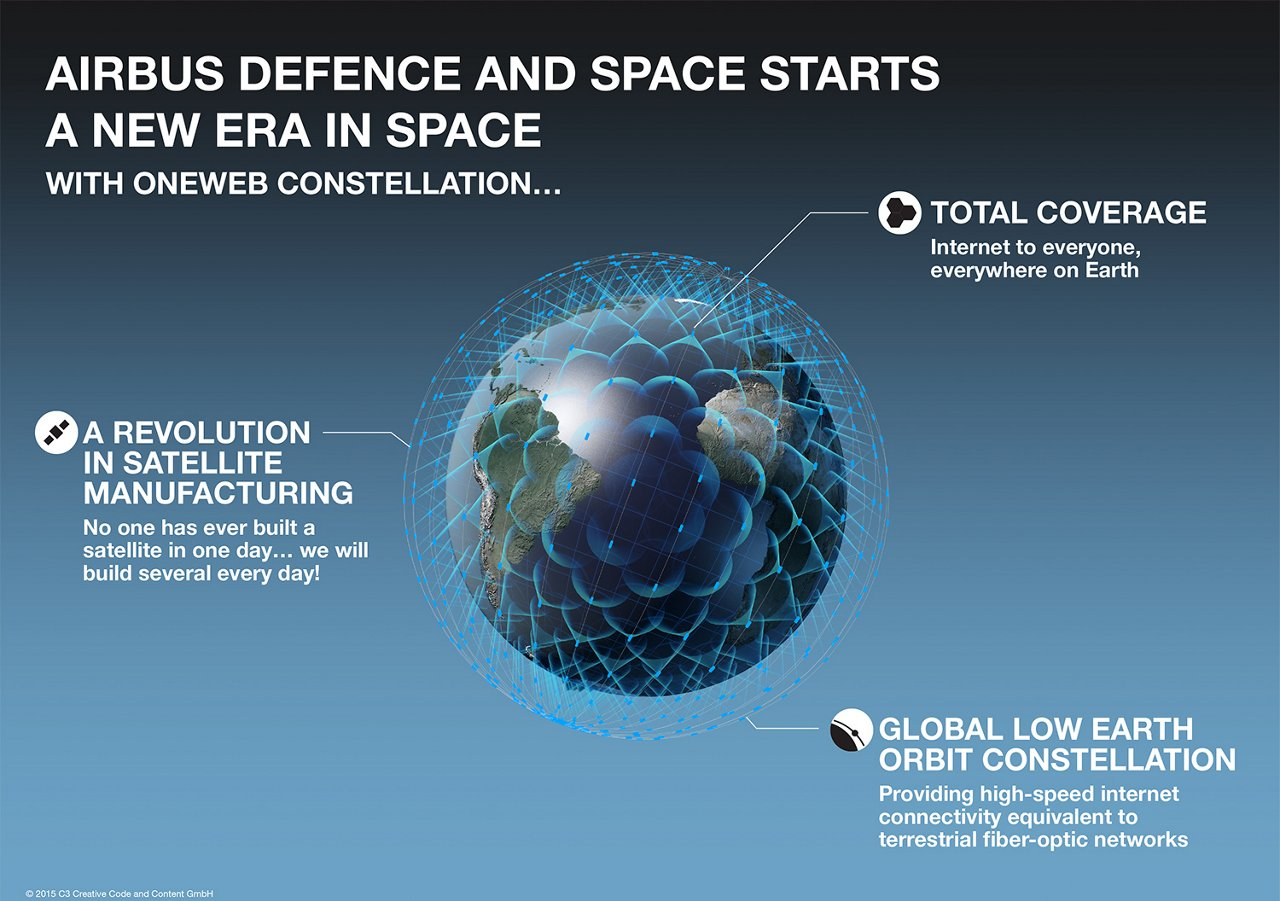 AIRBUS DEFENCE AND SPACE STARTS
A NEW ERA IN SPACE
WITH ONEWEB CONSTELLATION…
TOTAL COVERAGE
Internet to everyone,
everywhere on Earth
A REVOLUTION
IN SATELLITE
MANUFACTURING
No one has ever built a
satellite in one day… we will
build several every day!
GLOBAL LOW EARTH
ORBIT CONSTELLATION
Providing high-speed internet
connectivity equivalent to
terrestrial fiber-optic networks
© 2015 C3 Creative Code and Content GmbH